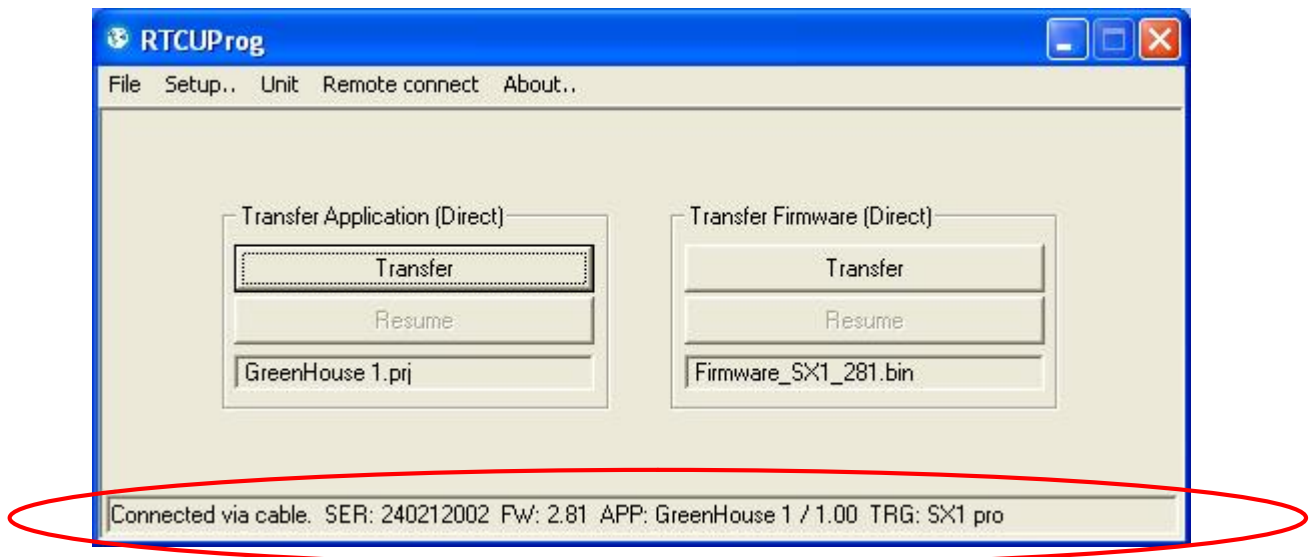 RTCUProg
File Setup.. Unit Remote connect About..
Transfer Application (Direct)
Transfer
Resume
GreenHouse 1.prj
Transfer Firmware (Direct)
Transfer
Resume
Firmware_SX1_281.bin
Connected via cable. SER: 240212002 FW: 2.81 APP: GreenHouse 1 / 1.00 TRG: SX1 pro